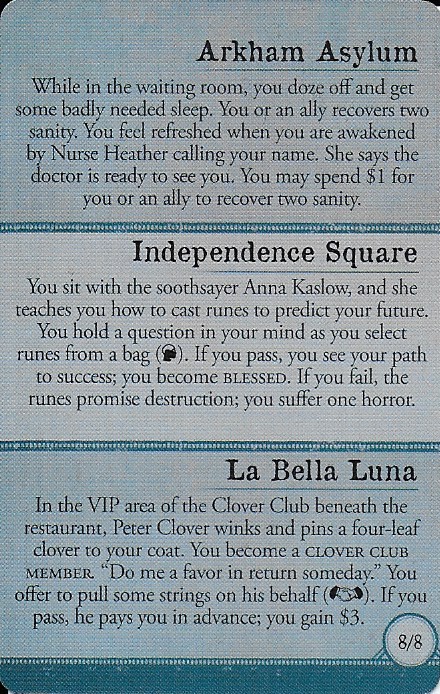 Arkham Asylum
While in the waiting room, you doze off and get
some badly needed sleep. You or an ally recovers two
sanity. You feel refreshed when you are awakened
by Nurse Heather calling your name. She says the
doctor is ready to see you. You may spend $1 for
you or an ally to recover two sanity.
Independence Square
You sit with the soothsayer Anna Kaslow, and she
teaches you how to cast runes to predict your future.
You hold a question in your mind as you select
runes from a bag (). If you pass, you see your path
to success; you become BLESSED. If you fail, the
runes promise destruction; you suffer one horror.
La Bella Luna
In the VIP area of the Clover Club beneath the
restaurant, Peter Clover winks and pins a four-leaf
clover to your coat. You become a CLOVER CLUB
MEMBER. “Do me a favor in return someday.” You
offer to pull some strings on his behalf (). If you
pass, he pays you in advance; you gain $3.
8/8